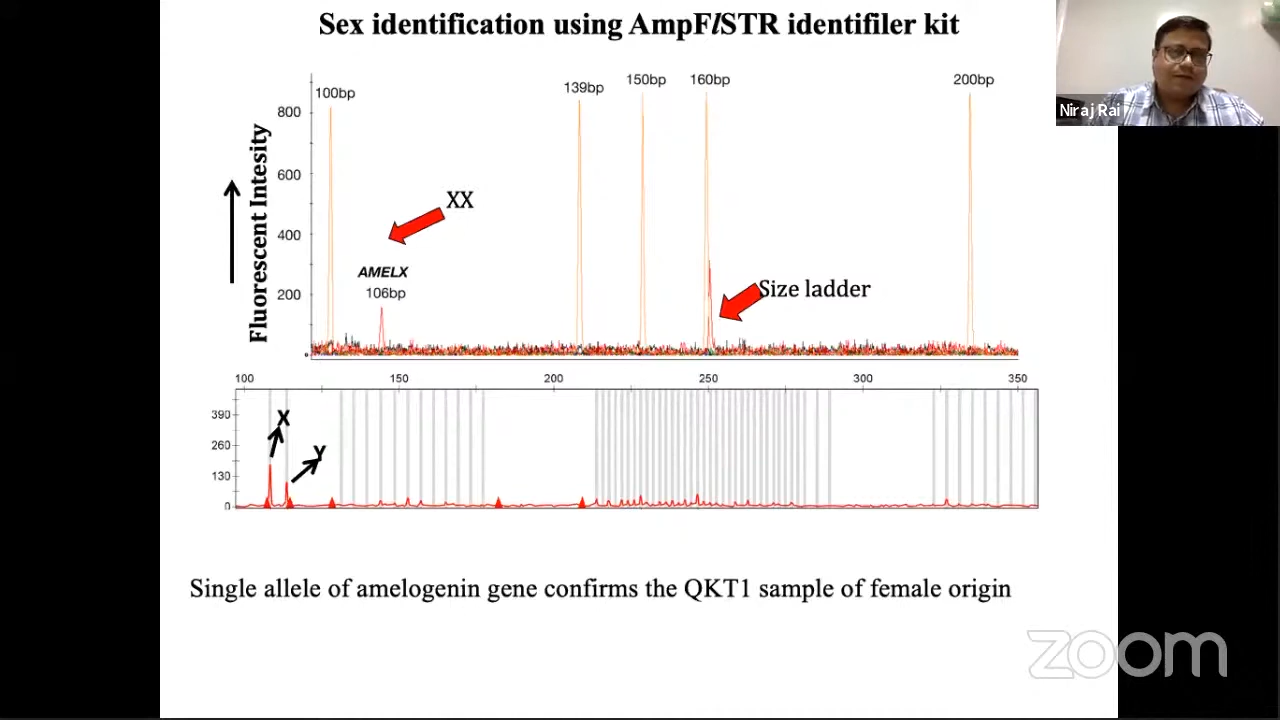 Sex identification using AmpFlSTR identifiler kit
Niraj Rai
100bp
139bp
150bp
160bp
200bp
Fluorescent Intesity
800
600
400
200
0
XX
AMELX
106bp
Size ladder
100 150 200 250 300 350
390
260
130
0
X
Y
Single allele of amelogenin gene confirms the QKT1 sample of female origin
zoom